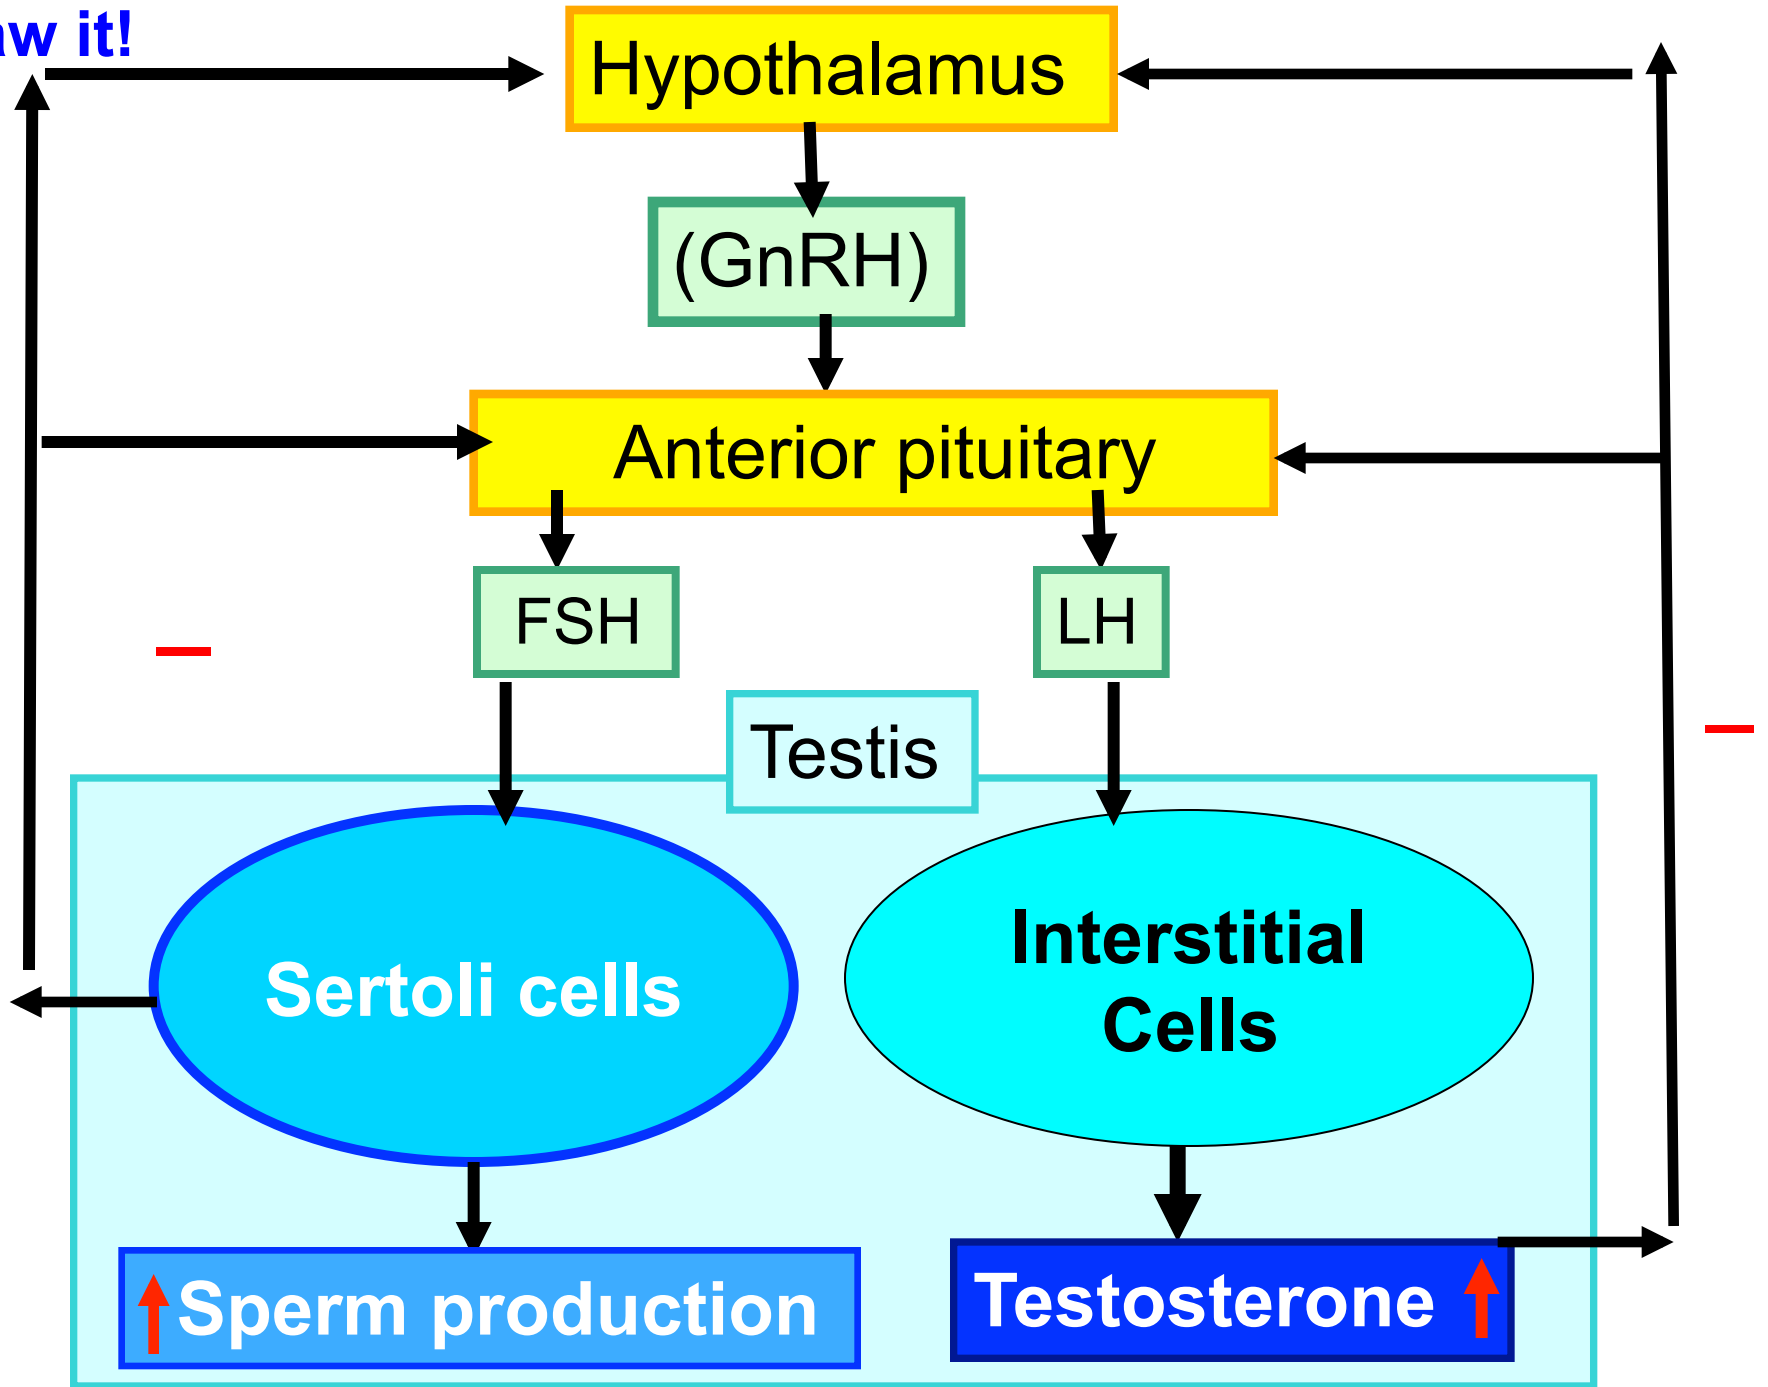 it!
Hypothalamus
(GnRH)
Anterior pituitary
FSH
LH
Testis
Sertoli cells
Interstitial
Cells
Sperm production
Testosterone